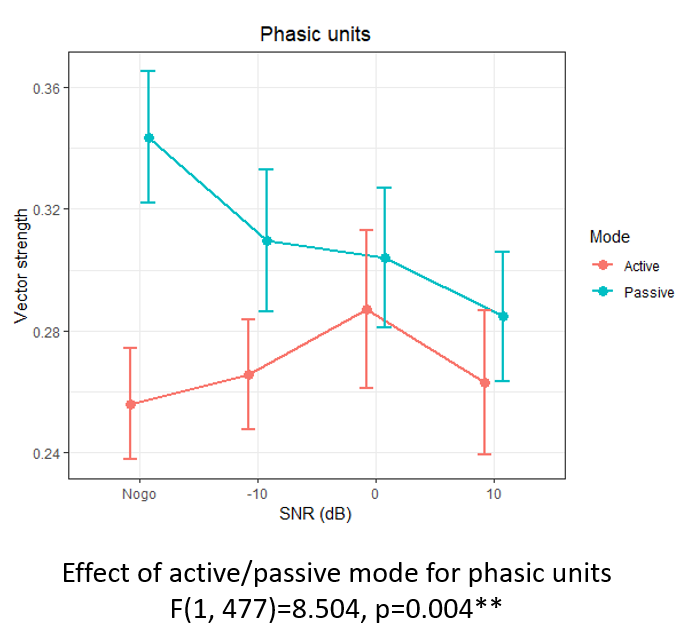 Phasic units
0.36
0.32
0.28
0.24
Vector strength
Nogo -10 0 10
SNR (dB)
Mode
Active
Passive
Effect of active/passive mode for phasic units
F(1, 477)=8.504, p=0.004**